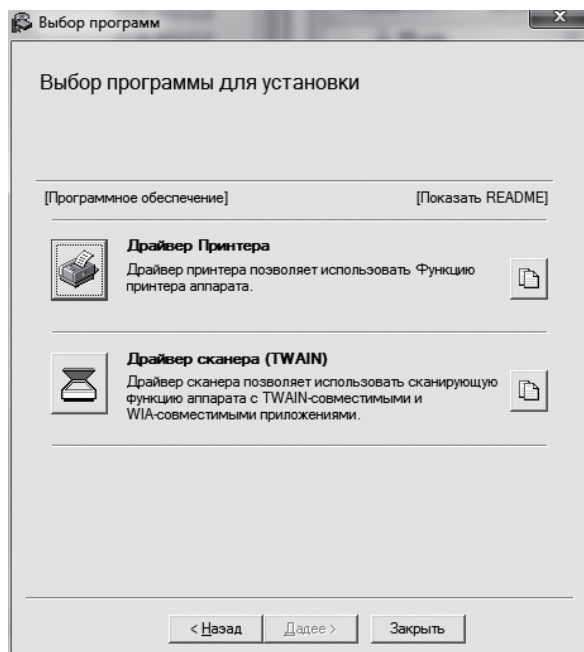 Выбор программ
Выбор программы для установки
[Программное обеспечение] [Показать README]
Драйвер Принтера
Драйвер принтера позволяет использовать Функцию
принтера аппарата.
Драйвер сканера (TWAIN)
Драйвер сканера позволяет использовать сканирующую
функцию аппарата с TWAIN-совместимыми и
WIA-совместимыми приложениями.
< Назад Далее > Закрыть